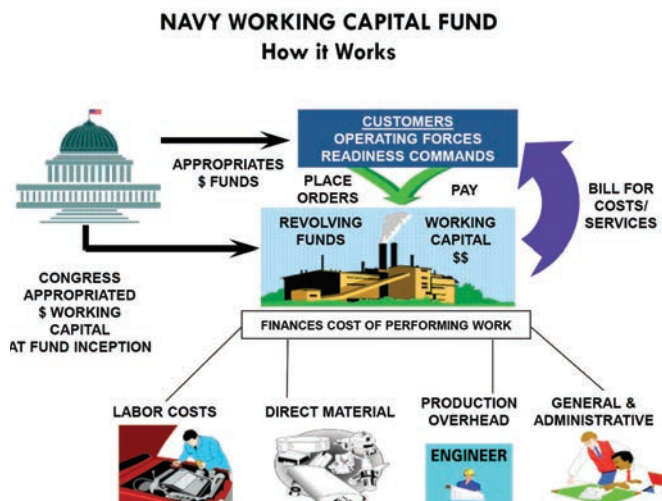 NAVY WORKING CAPITAL FUND
How it Works
CUSTOMERS
OPERATING FORCES
READINESS COMMANDS
APPROPRIATES
$ FUNDS
PLACE
ORDERS
PAY
BILL FOR
COSTS/
SERVICES
REVOLVING
FUNDS
WORKING
CAPITAL
$$
CONGRESS
APPROPRIATED
$ WORKING
CAPITAL
AT FUND INCEPTION
FINANCES COST OF PERFORMING WORK
LABOR COSTS
DIRECT MATERIAL
PRODUCTION
OVERHEAD
GENERAL &
ADMINISTRATIVE
ENGINEER